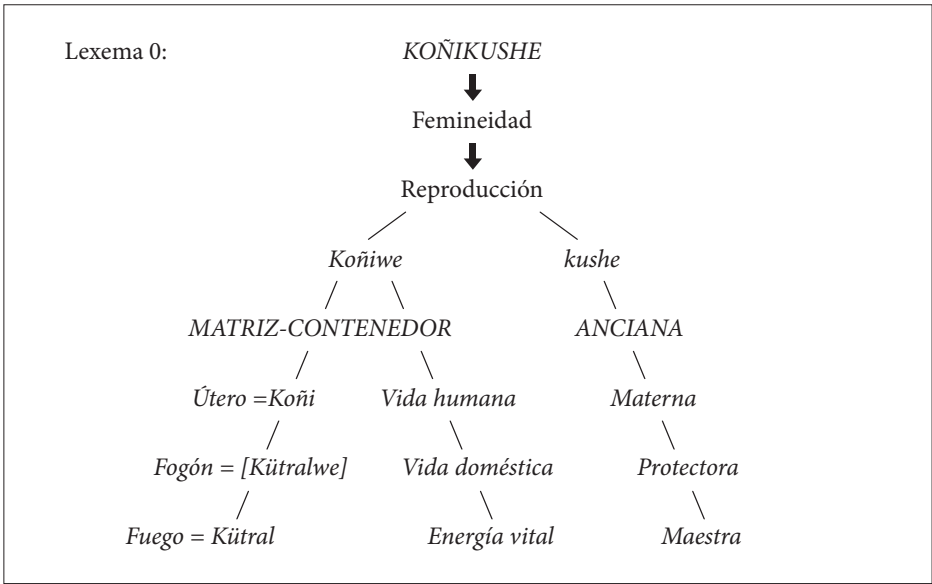 Lexema 0: KOÑIKUSHE
Femineidad
Reproducción
Koñiwe kushe
MATRIZ-CONTENEDOR ANCIANA
Útero =Koñi Vida humana Materna
Fogón = [Kütralwe] Vida doméstica Protectora
Fuego = Kütral Energía vital Maestra